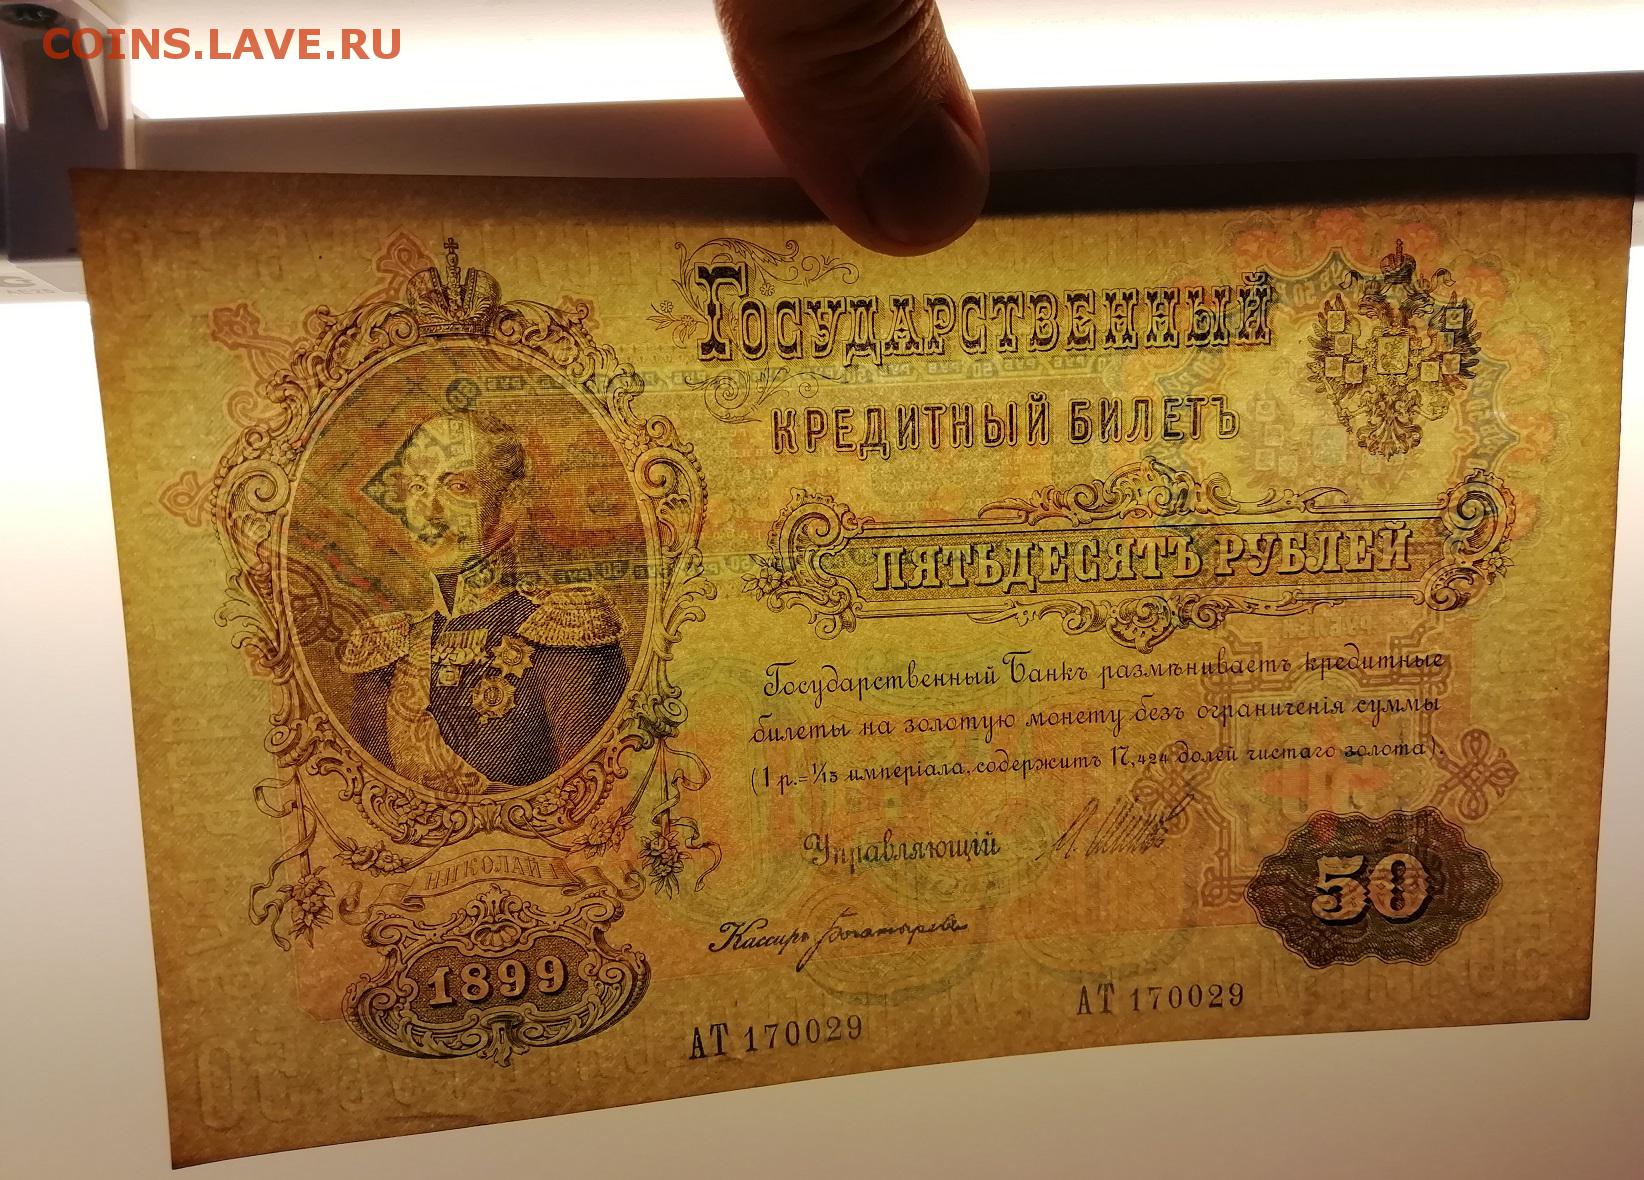 COINS.LAVE.RU
ГОСУДАРСТВЕННЫЙ
КРЕДИТНЫЙ БИЛЕТЪ
ПЯТЬДЕСЯТЪ РУБЛЕЙ
Государственный Банкъ размѣниваетъ кредитные
билеты на золотую монету безъ ограниченія суммы
(1 р.= 1/15 имперіала, содержитъ 17,424 долей чистаго золота).
Управляющій
Кассиръ
НИКОЛАЙ I
1899
50
АТ 170029
АТ 170029